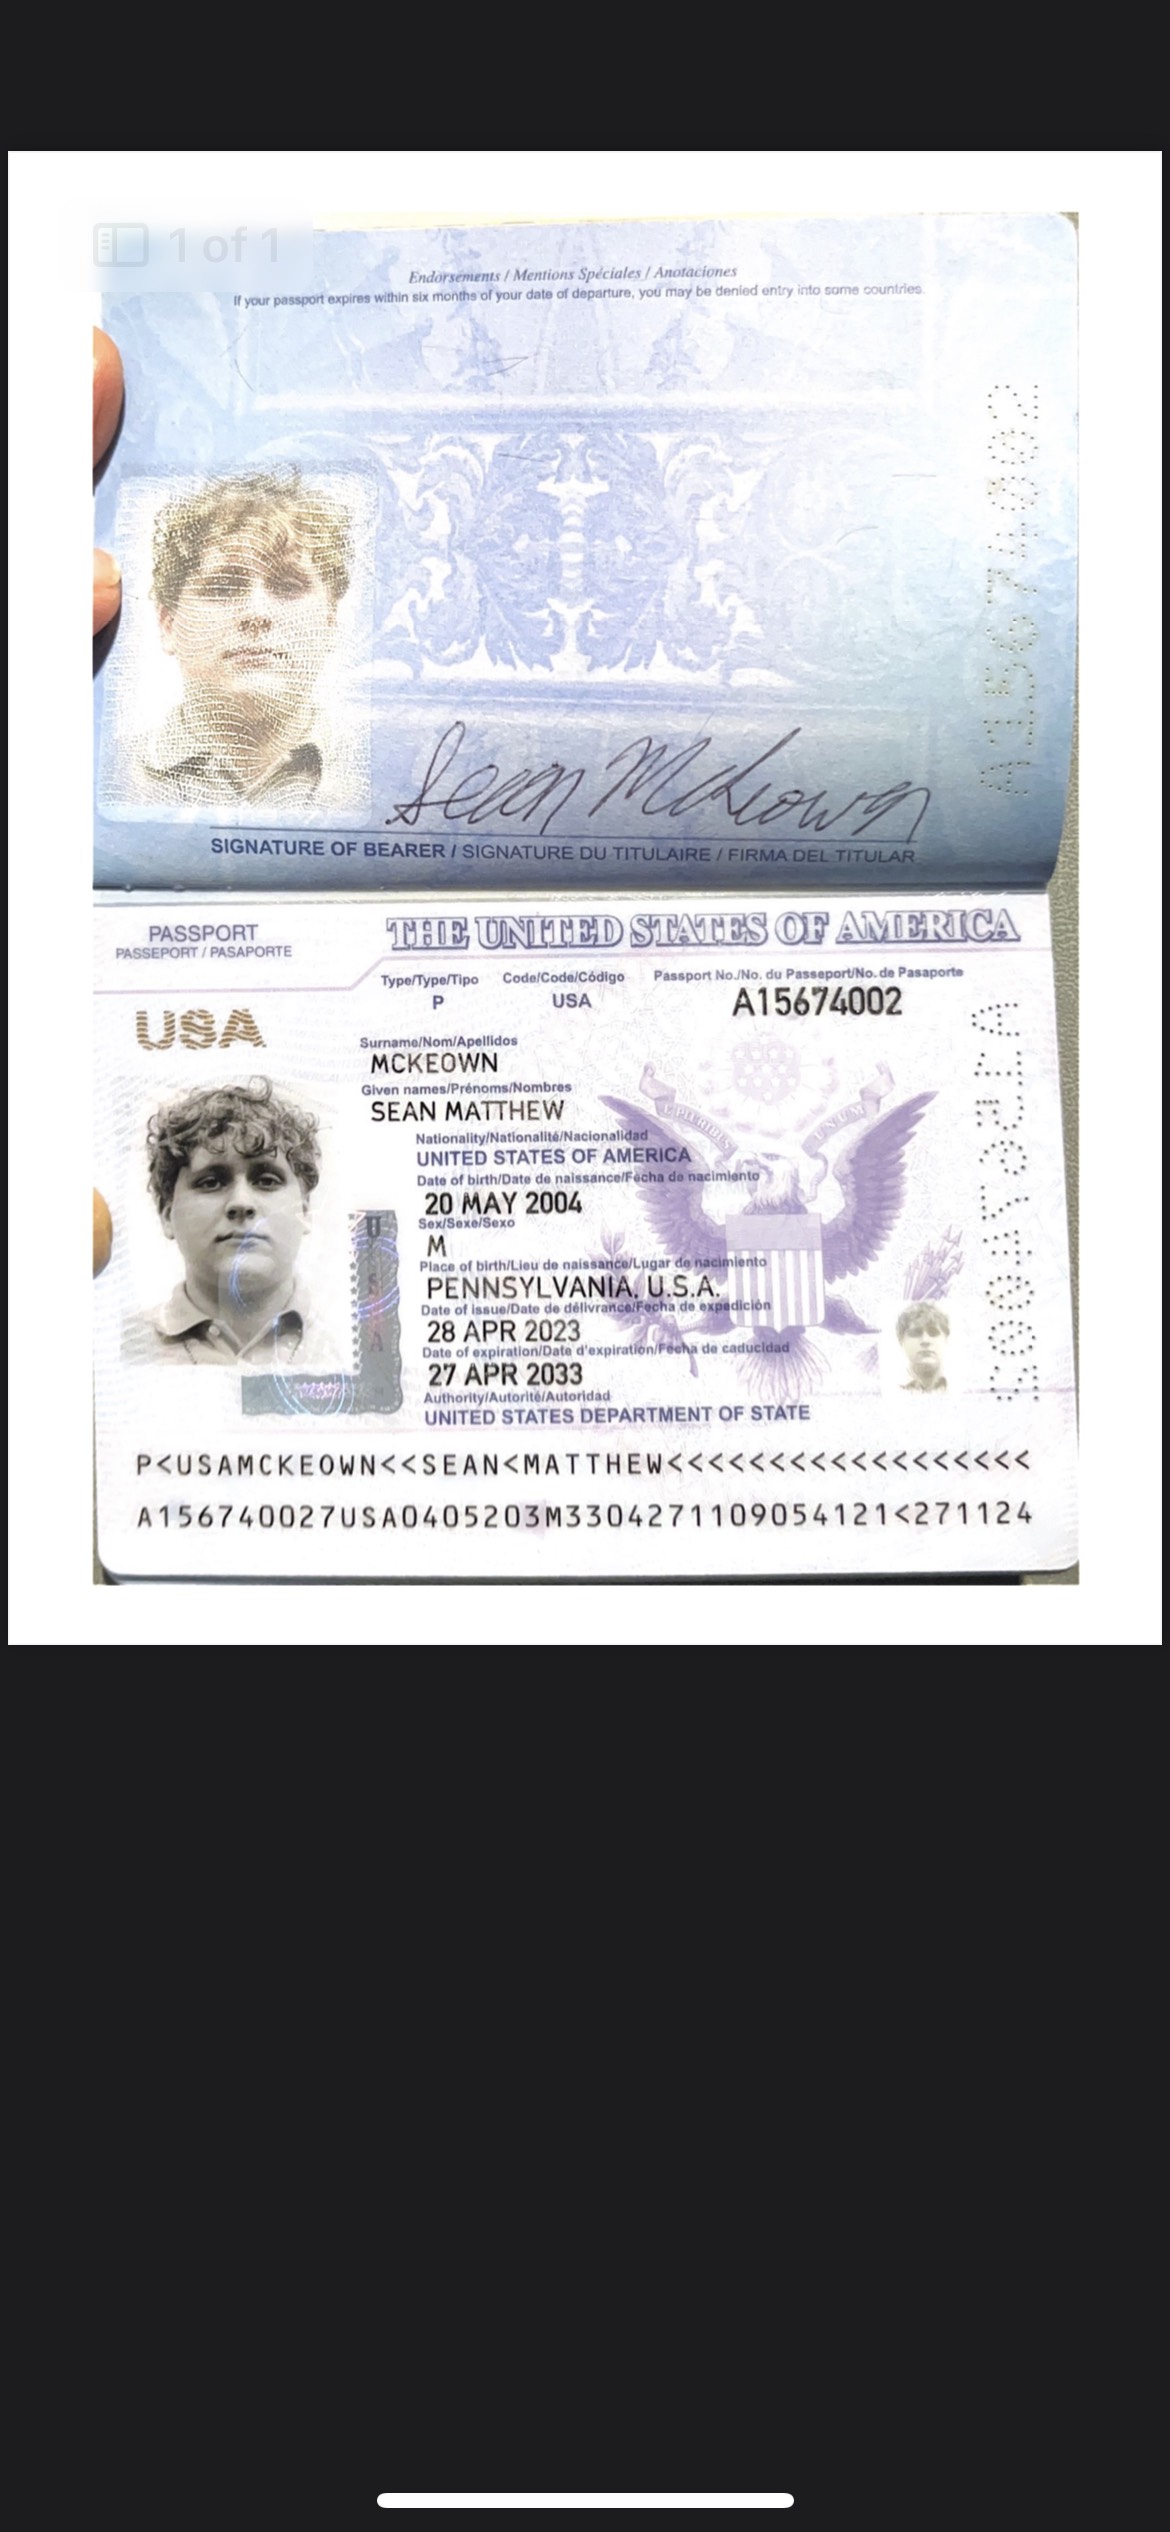 1 of 1
Endorsements / Mentions Spéciales / Anotaciones
If your passport expires within six months of your date of departure, you may be denied entry into some countries.
A15674002
Sean McKeown
SIGNATURE OF BEARER / SIGNATURE DU TITULAIRE / FIRMA DEL TITULAR
PASSPORT
PASSEPORT / PASAPORTE
THE UNITED STATES OF AMERICA
Type/Type/Tipo Code/Code/Código Passport No./No. du Passeport/No. de Pasaporte
P USA A15674002
USA
Surname/Nom/Apellidos
MCKEOWN
Given names/Prénoms/Nombres
SEAN MATTHEW
E PLURIBUS UNUM
Nationality/Nationalité/Nacionalidad
UNITED STATES OF AMERICA
Date of birth/Date de naissance/Fecha de nacimiento
20 MAY 2004
Sex/Sexe/Sexo
M
Place of birth/Lieu de naissance/Lugar de nacimiento
PENNSYLVANIA, U.S.A.
Date of issue/Date de délivrance/Fecha de expedición
28 APR 2023
Date of expiration/Date d'expiration/Fecha de caducidad
27 APR 2033
Authority/Autorité/Autoridad
UNITED STATES DEPARTMENT OF STATE
USA
P<USAMCKEOWN<<SEAN<MATTHEW<<<<<<<<<<<<<<<<<<
A156740027USA0405203M3304271109054121<271124